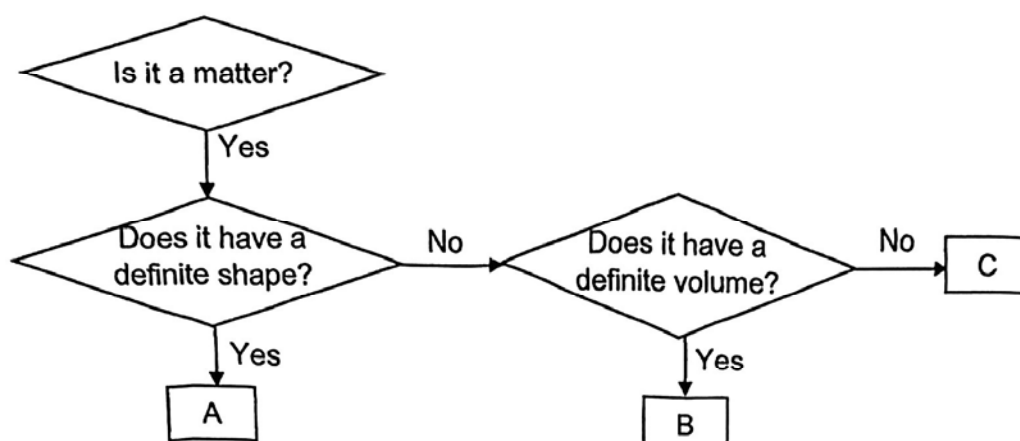 Is it a matter?
Yes
Does it have a
definite shape?
No
Does it have a
definite volume?
No
C
Yes
A
Yes
B